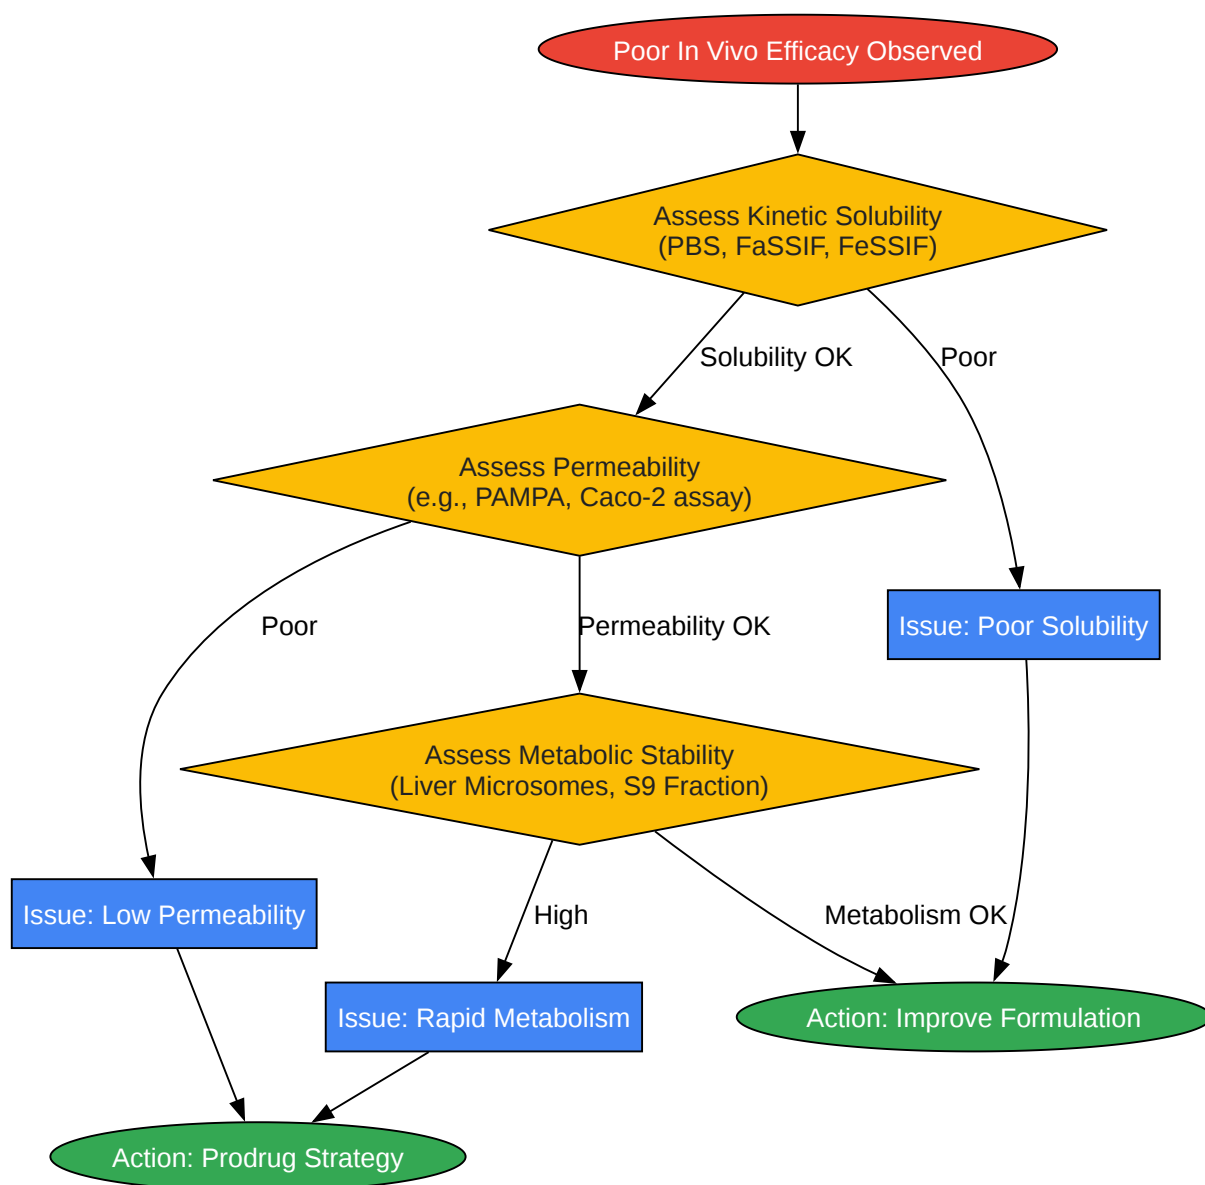 Poor In Vivo Efficacy Observed
Assess Kinetic Solubility
(PBS, FaSSIF, FeSSIF)
Solubility OK
Poor
Assess Permeability
(e.g., PAMPA, Caco-2 assay)
Poor
Permeability OK
Issue: Poor Solubility
Assess Metabolic Stability
(Liver Microsomes, S9 Fraction)
Issue: Low Permeability
High
Metabolism OK
Issue: Rapid Metabolism
Action: Improve Formulation
Action: Prodrug Strategy